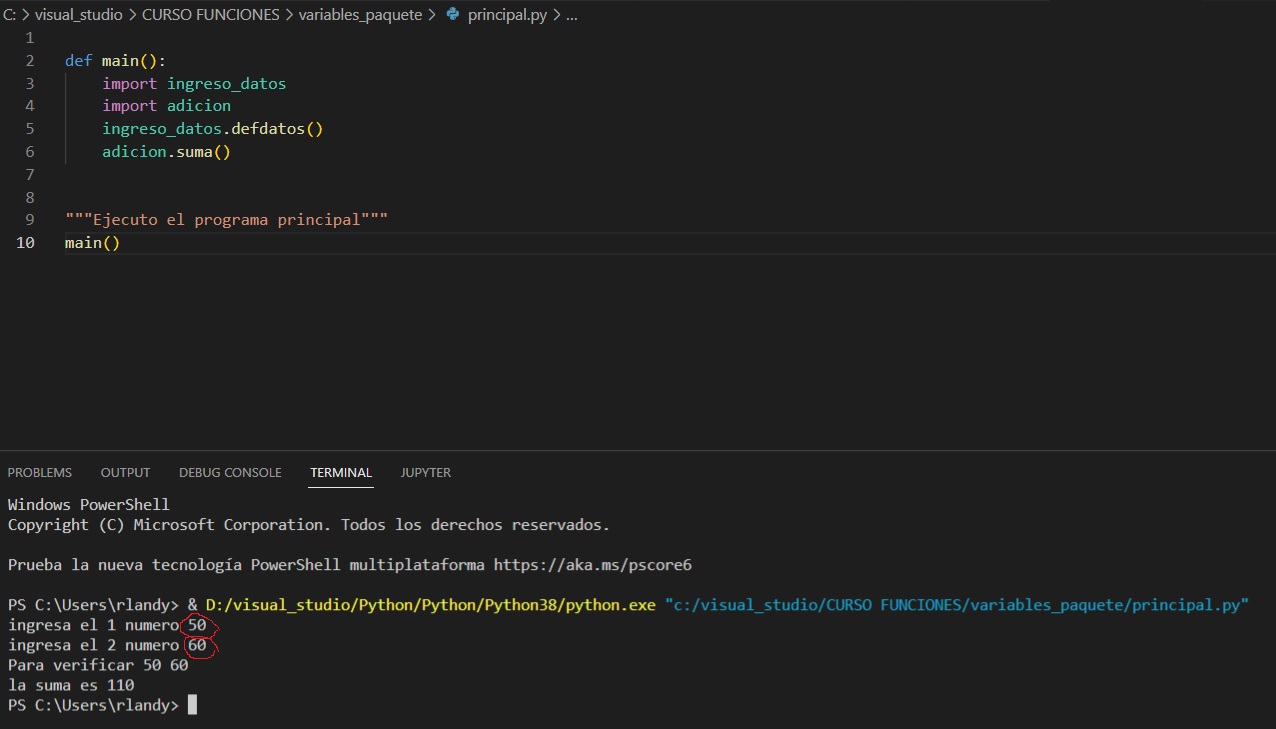 C: > visual_studio > CURSO FUNCIONES > variables_paquete > principal.py > ...
1
2 def main():
3 import ingreso_datos
4 import adicion
5 ingreso_datos.defdatos()
6 adicion.suma()
7
8
9 """Ejecuto el programa principal"""
10 main()
PROBLEMS OUTPUT DEBUG CONSOLE TERMINAL JUPYTER
Windows PowerShell
Copyright (C) Microsoft Corporation. Todos los derechos reservados.
Prueba la nueva tecnología PowerShell multiplataforma https://aka.ms/pscore6
PS C:\Users\rlandy> & D:/visual_studio/Python/Python/Python38/python.exe "c:/visual_studio/CURSO FUNCIONES/variables_paquete/principal.py"
ingresa el 1 numero 50
ingresa el 2 numero 60
Para verificar 50 60
la suma es 110
PS C:\Users\rlandy>